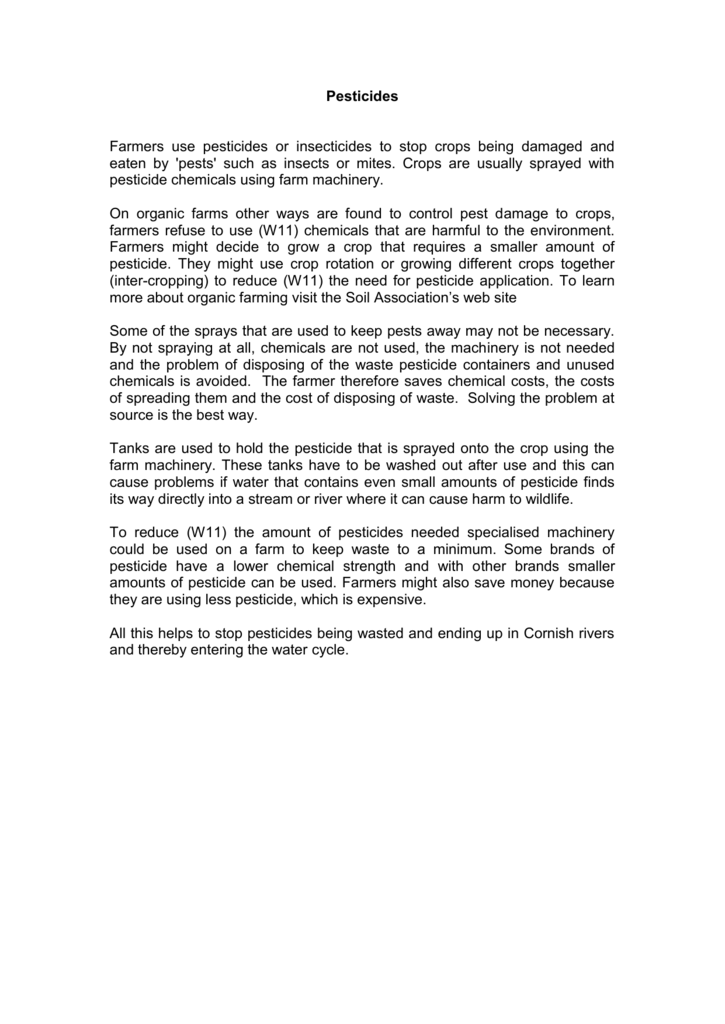 Pesticides
Farmers use pesticides or insecticides to stop crops being damaged and
eaten by 'pests' such as insects or mites. Crops are usually sprayed with
pesticide chemicals using farm machinery.
On organic farms other ways are found to control pest damage to crops,
farmers refuse to use (W11) chemicals that are harmful to the environment.
Farmers might decide to grow a crop that requires a smaller amount of
pesticide. They might use crop rotation or growing different crops together
(inter-cropping) to reduce (W11) the need for pesticide application. To learn
more about organic farming visit the Soil Association’s web site
Some of the sprays that are used to keep pests away may not be necessary.
By not spraying at all, chemicals are not used, the machinery is not needed
and the problem of disposing of the waste pesticide containers and unused
chemicals is avoided.  The farmer therefore saves chemical costs, the costs
of spreading them and the cost of disposing of waste.  Solving the problem at
source is the best way.
Tanks are used to hold the pesticide that is sprayed onto the crop using the
farm machinery. These tanks have to be washed out after use and this can
cause problems if water that contains even small amounts of pesticide finds
its way directly into a stream or river where it can cause harm to wildlife.
To reduce (W11) the amount of pesticides needed specialised machinery
could be used on a farm to keep waste to a minimum. Some brands of
pesticide have a lower chemical strength and with other brands smaller
amounts of pesticide can be used. Farmers might also save money because
they are using less pesticide, which is expensive.
All this helps to stop pesticides being wasted and ending up in Cornish rivers
and thereby entering the water cycle.